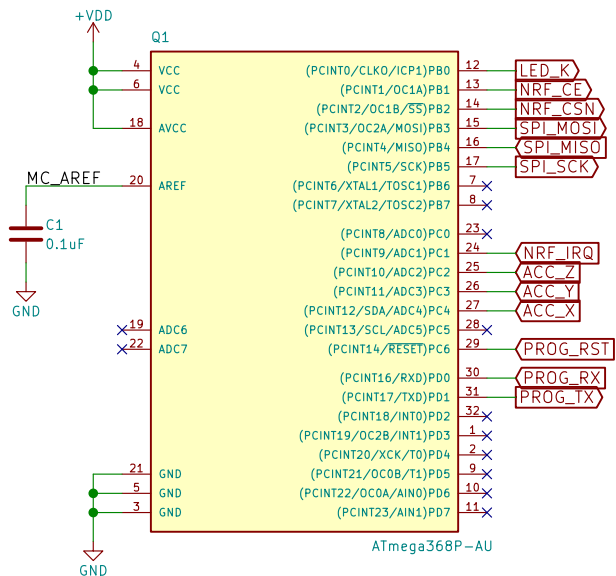 +VDD
Q1
4 VCC (PCINT0/CLKO/ICP1)PB0 12 LED_K
6 VCC (PCINT1/OC1A)PB1 13 NRF_CE
(PCINT2/OC1B/SS)PB2 14 NRF_CSN
18 AVCC (PCINT3/OC2A/MOSI)PB3 15 SPI_MOSI
(PCINT4/MISO)PB4 16 SPI_MISO
(PCINT5/SCK)PB5 17 SPI_SCK
MC_AREF 20 AREF (PCINT6/XTAL1/TOSC1)PB6 7
(PCINT7/XTAL2/TOSC2)PB7 8
C1
0.1uF
GND
(PCINT8/ADC0)PC0 23
(PCINT9/ADC1)PC1 24 NRF_IRQ
(PCINT10/ADC2)PC2 25 ACC_Z
(PCINT11/ADC3)PC3 26 ACC_Y
(PCINT12/SDA/ADC4)PC4 27 ACC_X
19 ADC6 (PCINT13/SCL/ADC5)PC5 28
22 ADC7 (PCINT14/RESET)PC6 29 PROG_RST
(PCINT16/RXD)PD0 30 PROG_RX
(PCINT17/TXD)PD1 31 PROG_TX
(PCINT18/INT0)PD2 32
(PCINT19/OC2B/INT1)PD3 1
(PCINT20/XCK/T0)PD4 2
21 GND (PCINT21/OC0B/T1)PD5 9
5 GND (PCINT22/OC0A/AIN0)PD6 10
3 GND (PCINT23/AIN1)PD7 11
ATmega368P-AU
GND